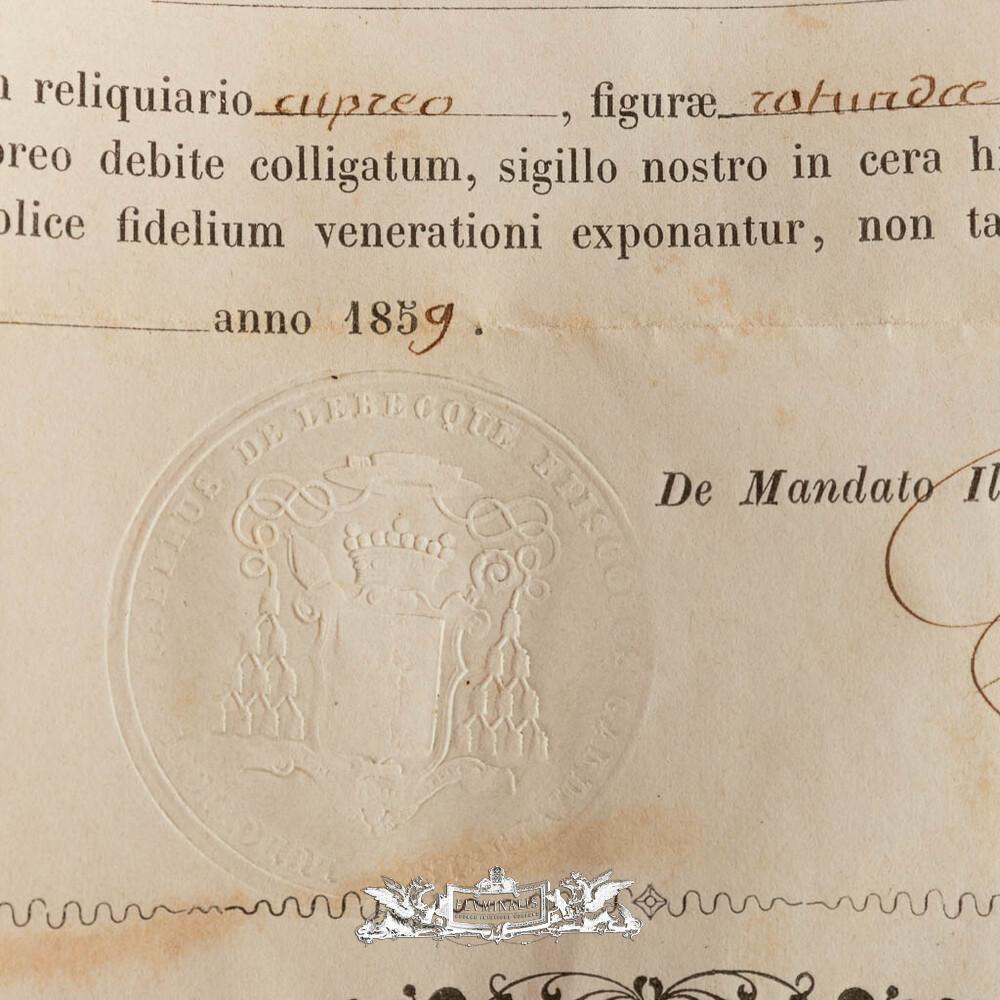 reliquiario cupreo, figuræ rotundæ
debite colligatum, sigillo nostro in cera
fidelium venerationi exponantur, non
anno 1859.
DE LEBECQUE EPISCOPUS
De Mandato